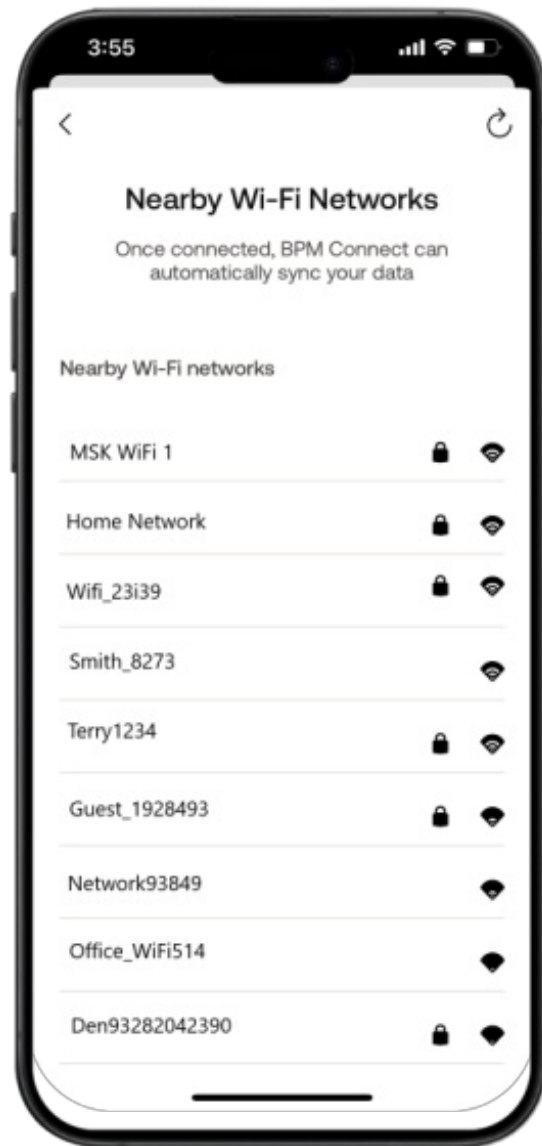 3:55
Nearby Wi-Fi Networks
Once connected, BPM Connect can
automatically sync your data
Nearby Wi-Fi networks
MSK WiFi 1
Home Network
Wifi_23i39
Smith_8273
Terry1234
Guest_1928493
Network93849
Office_WiFi514
Den93282042390